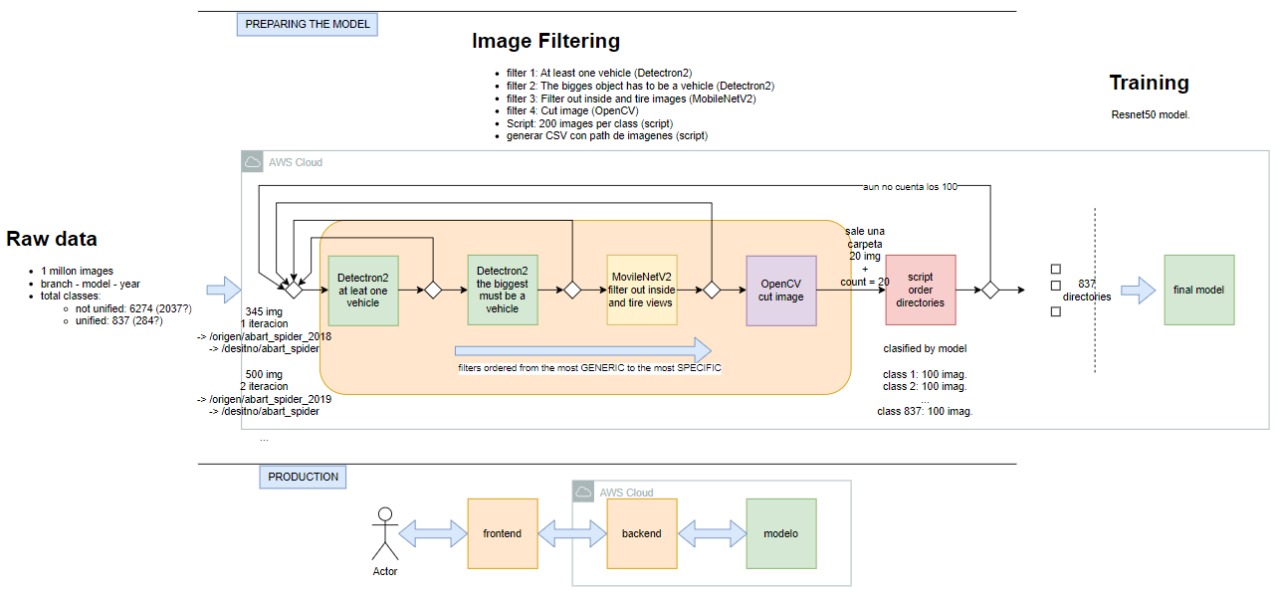 PREPARING THE MODEL
Image Filtering
filter 1: At least one vehicle (Detectron2)
filter 2: The bigges object has to be a vehicle (Detectron2)
filter 3: Filter out inside and tire images (MobileNetV2)
filter 4: Cut image (OpenCV)
Script: 200 images per class (script)
generar CSV con path de imagenes (script)
Training
Resnet50 model.
AWS Cloud
aun no cuenta los 100
Raw data
1 millon images
branch - model - year
total classes:
not unified: 6274 (2037?)
unified: 837 (284?)
345 img
1 iteracion
-> /origen/abart_spider_2018
-> /desitno/abart_spider
500 img
2 iteracion
-> /origen/abart_spider_2019
-> /desitno/abart_spider
...
Detectron2
at leat one
vehicle
Detectron2
the biggest
must be a
vehicle
MovileNetV2
filter out inside
and tire views
OpenCV
cut image
filters ordered from the most GENERIC to the most SPECIFIC
sale una
carpeta
20 img
+
count = 20
script
order
directories
clasified by model
class 1: 100 imag.
class 2: 100 imag.
...
class 837: 100 imag.
837
directories
final model
PRODUCTION
Actor
frontend
AWS Cloud
backend
modelo